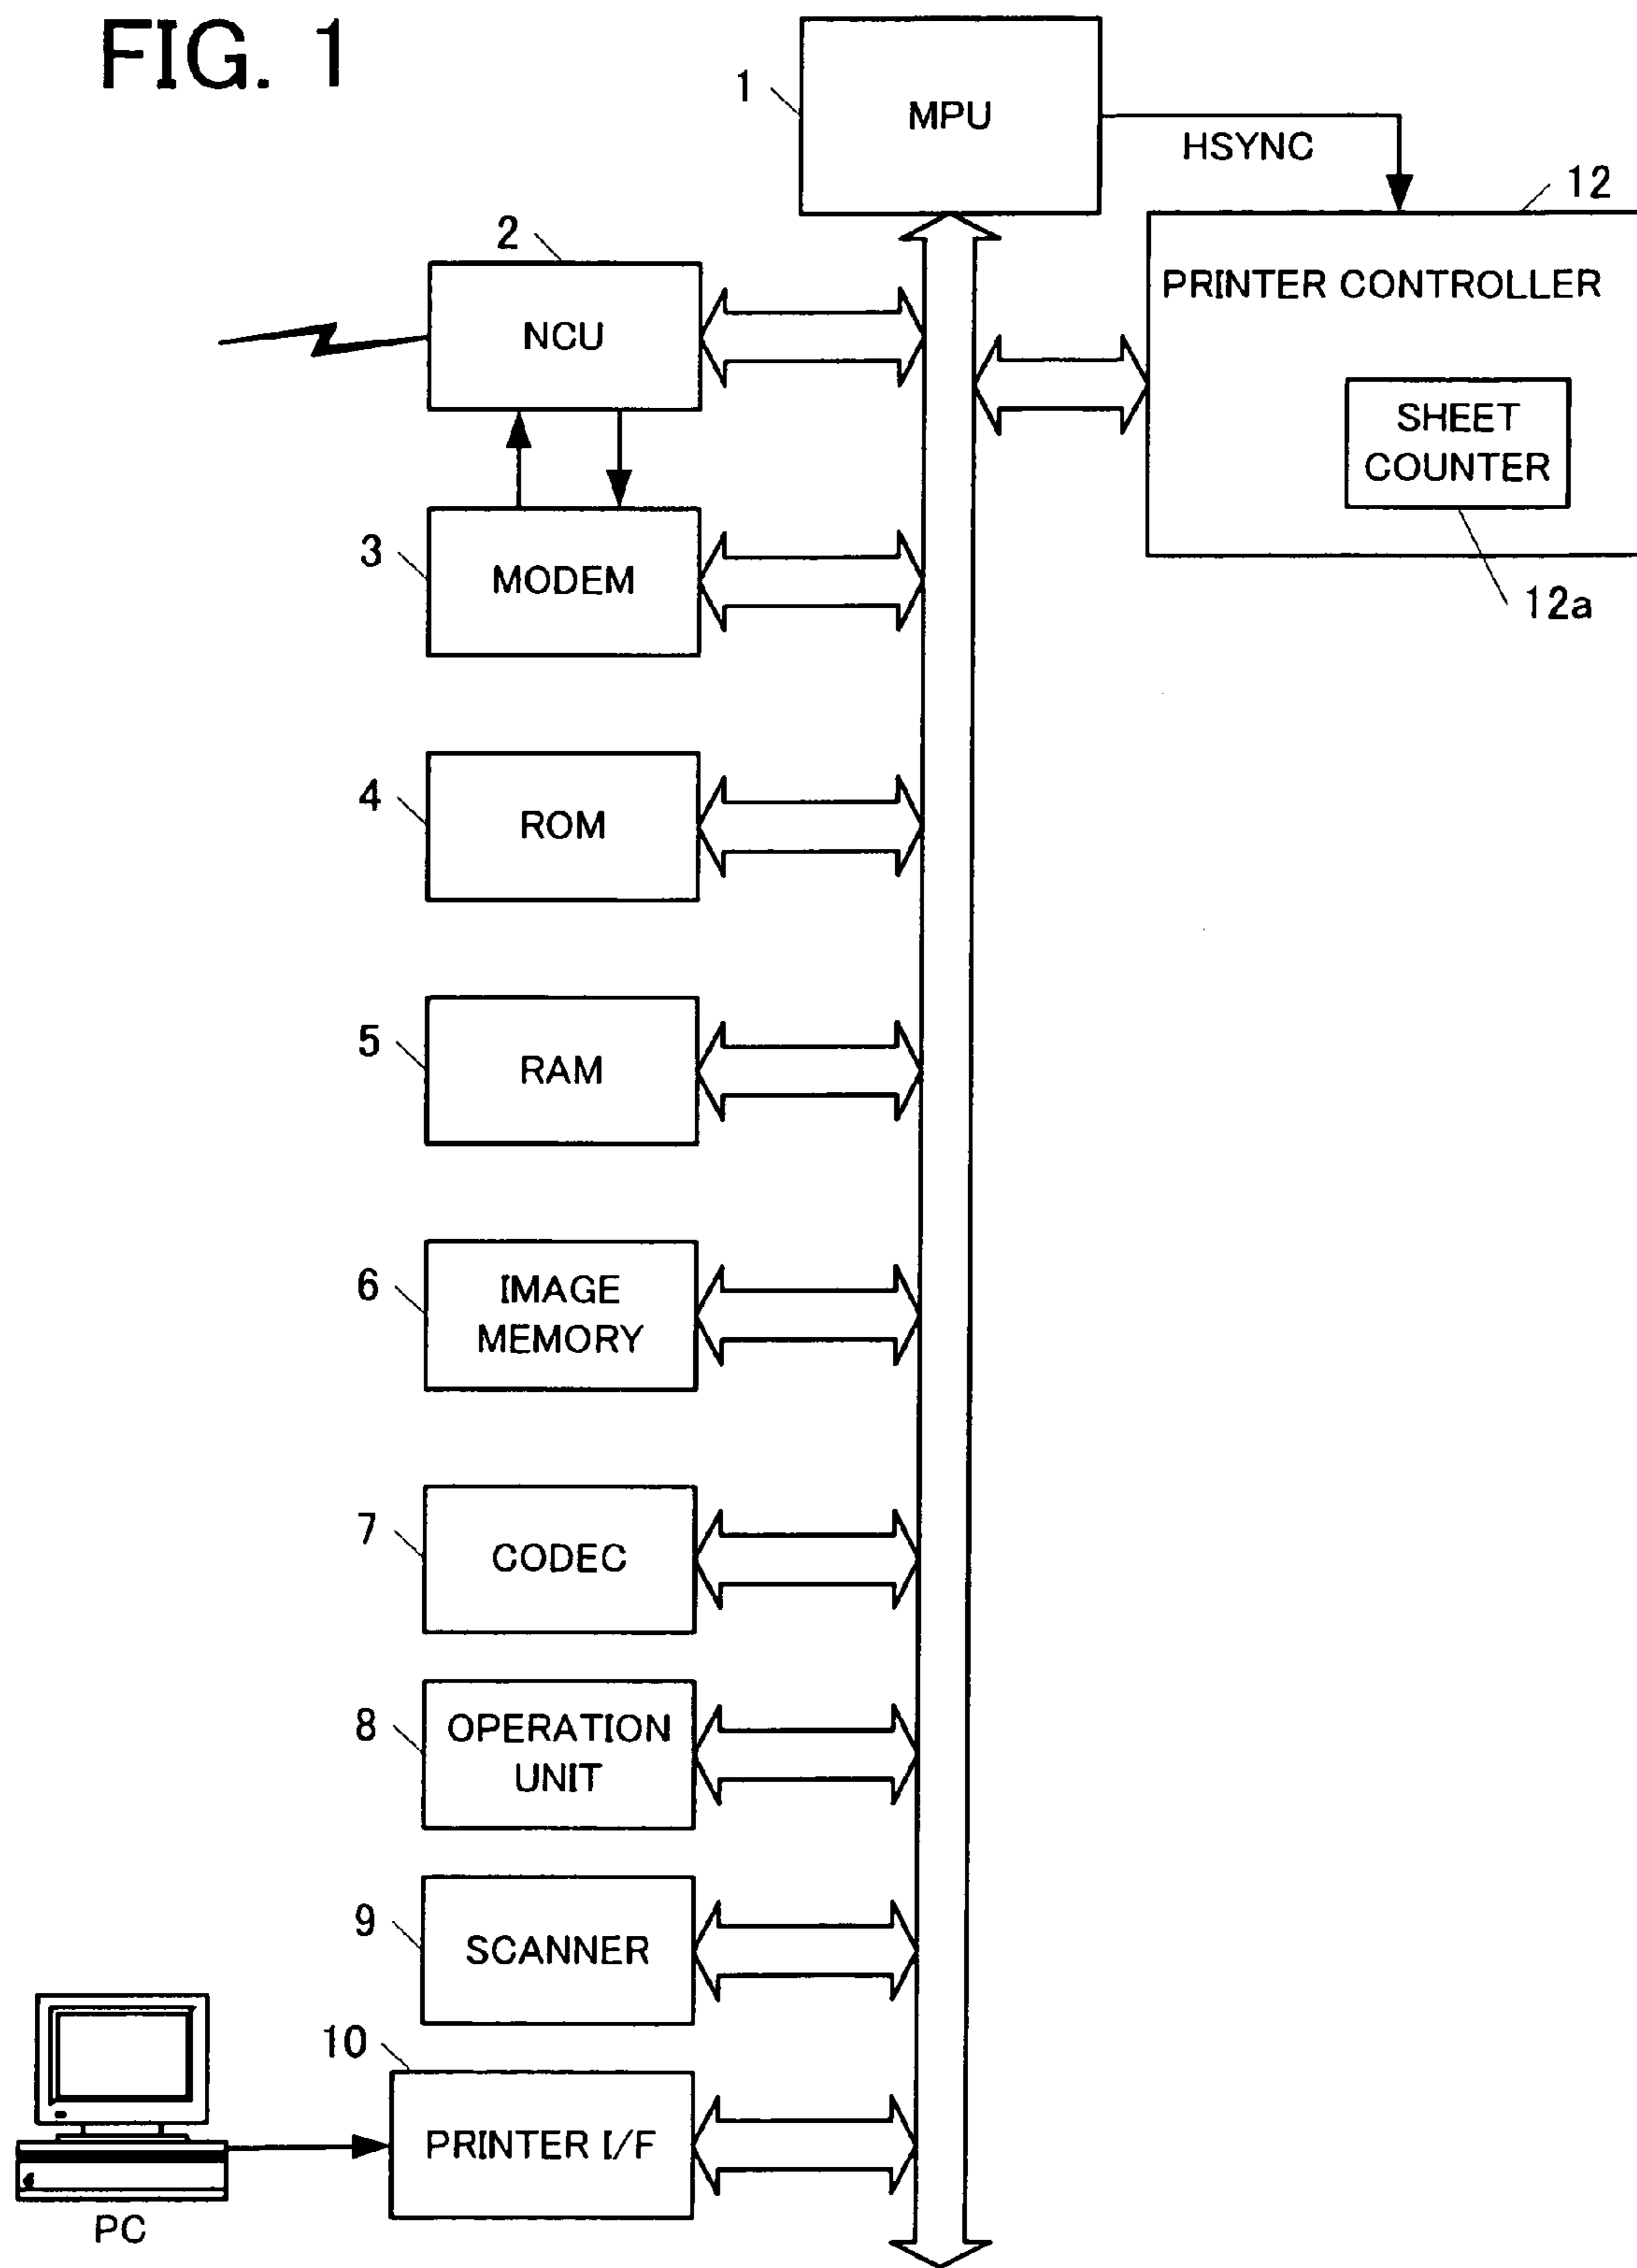 FIG. 1
1
MPU
HSYNC
12
PRINTER CONTROLLER
SHEET
COUNTER
12a
2
NCU
3
MODEM
4
ROM
5
RAM
6
IMAGE
MEMORY
7
CODEC
8
OPERATION
UNIT
9
SCANNER
10
PRINTER I/F
PC